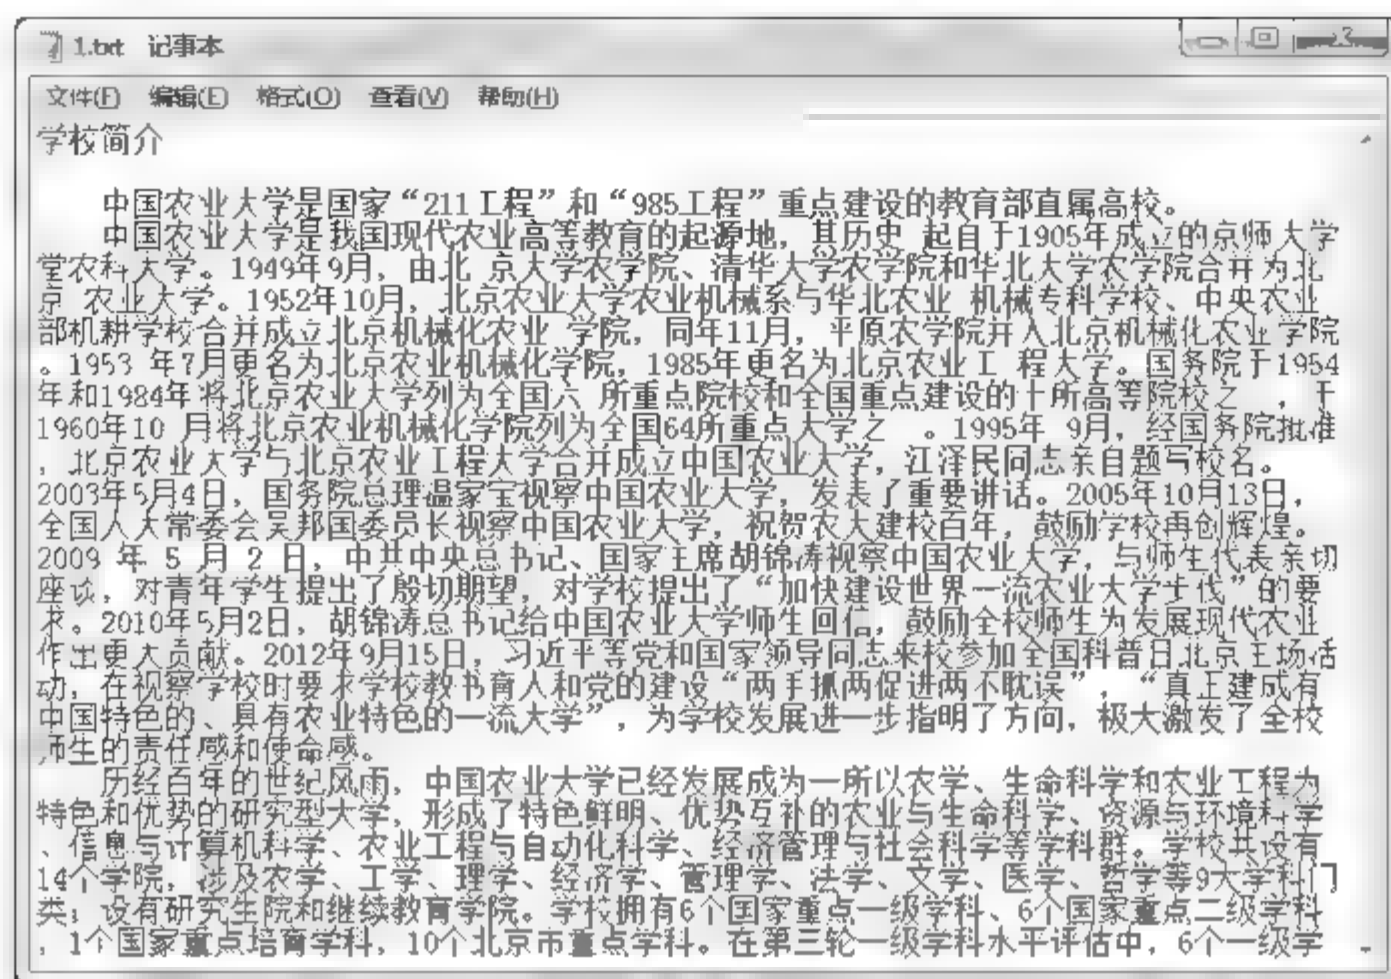 1.txt 记事本
文件(F) 编辑(E) 格式(O) 查看(V) 帮助(H)
学校简介
中国农业大学是国家“211工程”和“985工程”重点建设的教育部直属高校。
中国农业大学是我国现代农业高等教育的起源地，其历史 起自于1905年成立的京师大学
堂农科大学。1949年9月，由北 京大学农学院、清华大学农学院和华北大学农学院合并为北
京 农业大学。1952年10月，北京农业大学农业机械系与华北农业 机械专科学校、中央农业
部机耕学校合并成立北京机械化农业 学院，同年11月，平原农学院并入北京机械化农业学院
。1953 年7月更名为北京农业机械化学院，1985年更名为北京农业工 程大学。国务院于1954
年和1984年将北京农业大学列为全国六 所重点院校和全国重点建设的十所高等院校之 ，于
1960年10 月将北京农业机械化学院列为全国64所重点大学之 。1995年 9月，经国务院批准
，北京农业大学与北京农业工程大学合并成立中国农业大学，江泽民同志亲自题写校名。
2003年5月4日，国务院总理温家宝视察中国农业大学，发表了重要讲话。2005年10月13日，
全国人大常委会吴邦国委员长视察中国农业大学，祝贺农大建校百年，鼓励学校再创辉煌。
2009 年 5 月 2 日，中共中央总书记、国家主席胡锦涛视察中国农业大学，与师生代表亲切
座谈，对青年学生提出了殷切期望，对学校提出了“加快建设世界一流农业大学步伐”的要
求。2010年5月2日，胡锦涛总书记给中国农业大学师生回信，鼓励全校师生为发展现代农业
作出更大贡献。2012年9月15日，习近平等党和国家领导同志来校参加全国科普日北京主场活
动，在视察学校时要求学校教书育人和党的建设“两手抓两促进两不耽误”，“真正建成有
中国特色的、具有农业特色的一流大学”，为学校发展进一步指明了方向，极大激发了全校
师生的责任感和使命感。
历经百年的世纪风雨，中国农业大学已经发展成为一所以农学、生命科学和农业工程为
特色和优势的研究型大学，形成了特色鲜明、优势互补的农业与生命科学、资源与环境科学
、信息与计算机科学、农业工程与自动化科学、经济管理与社会科学等学科群。学校共设有
14个学院，涉及农学、工学、理学、经济学、管理学、法学、文学、医学、哲学等9大学科门
类；设有研究生院和继续教育学院。学校拥有6个国家重点一级学科、6个国家重点二级学科
，1个国家重点培育学科，10个北京市重点学科。在第三轮一级学科水平评估中，6个一级学